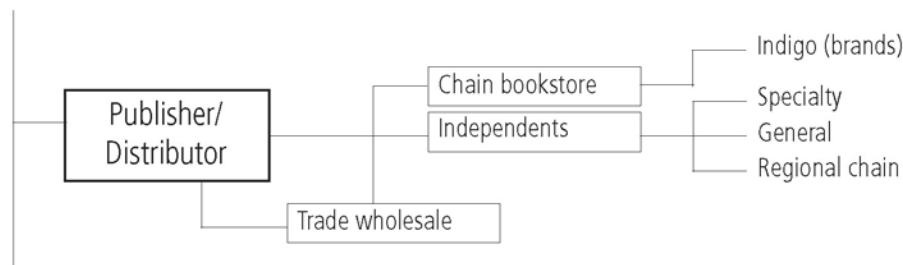 Publisher/
Distributor
Chain bookstore
Independents
Trade wholesale
Indigo (brands)
Specialty
General
Regional chain